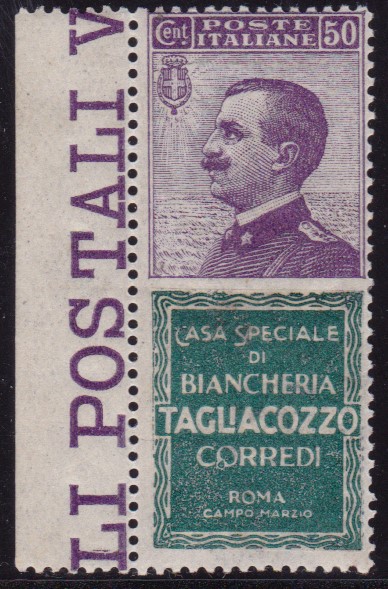 Cent POSTE ITALIANE 50
CASA SPECIALE
DI
BIANCHERIA
TAGLIACOZZO
CORREDI
ROMA
CAMPO MARZIO
LI POSTALI V